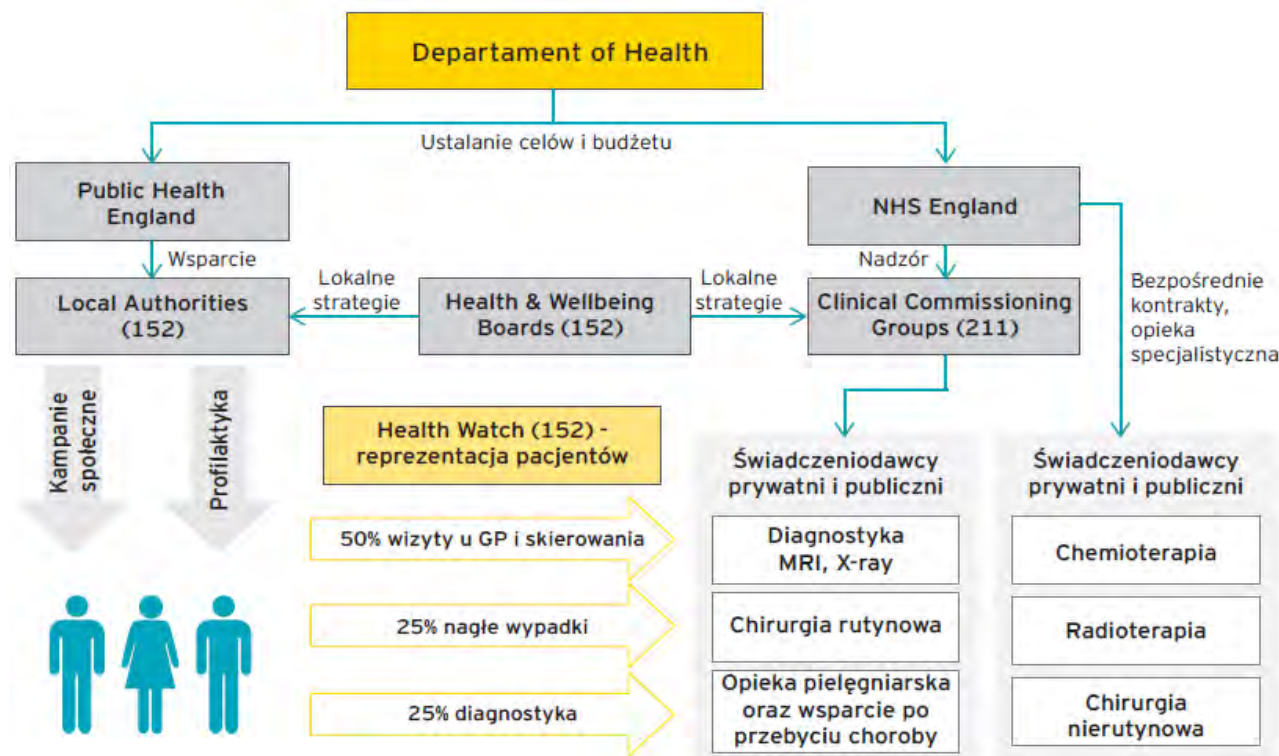 Departament of Health
Ustalanie celów i budżetu
Public Health
England
NHS England
Wsparcie
Nadzór
Local Authorities
(152)
Lokalne
strategie
Health & Wellbeing
Boards (152)
Lokalne
strategie
Clinical Commissioning
Groups (211)
Bezpośrednie
kontrakty,
opieka
specjalistyczna
Kampanie
społeczne
Profilaktyka
Health Watch (152) -
reprezentacja pacjentów
50% wizyty u GP i skierowania
25% nagłe wypadki
25% diagnostyka
Świadczeniodawcy
prywatni i publiczni
Diagnostyka
MRI, X-ray
Chirurgia rutynowa
Opieka pielęgniarska
oraz wsparcie po
przebyciu choroby
Świadczeniodawcy
prywatni i publiczni
Chemioterapia
Radioterapia
Chirurgia
nierutynowa